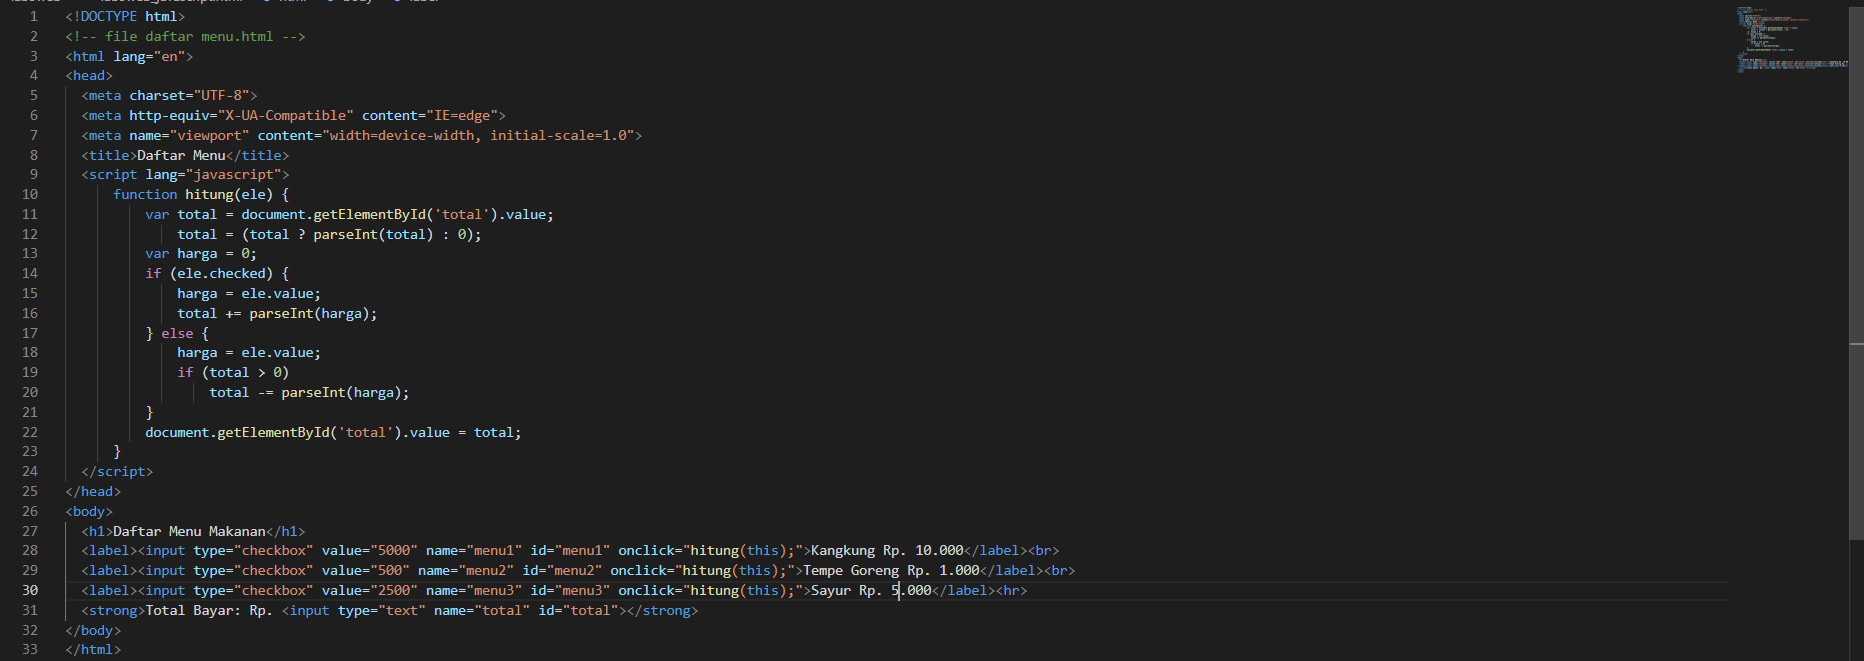 1 <!DOCTYPE html>
2 <!-- file daftar menu.html -->
3 <html lang="en">
4 <head>
5 <meta charset="UTF-8">
6 <meta http-equiv="X-UA-Compatible" content="IE=edge">
7 <meta name="viewport" content="width=device-width, initial-scale=1.0">
8 <title>Daftar Menu</title>
9 <script lang="javascript">
10 function hitung(ele) {
11 var total = document.getElementById('total').value;
12 total = (total ? parseInt(total) : 0);
13 var harga = 0;
14 if (ele.checked) {
15 harga = ele.value;
16 total += parseInt(harga);
17 } else {
18 harga = ele.value;
19 if (total > 0)
20 total -= parseInt(harga);
21 }
22 document.getElementById('total').value = total;
23 }
24 </script>
25 </head>
26 <body>
27 <h1>Daftar Menu Makanan</h1>
28 <label><input type="checkbox" value="5000" name="menu1" id="menu1" onclick="hitung(this);">Kangkung Rp. 10.000</label><br>
29 <label><input type="checkbox" value="500" name="menu2" id="menu2" onclick="hitung(this);">Tempe Goreng Rp. 1.000</label><br>
30 <label><input type="checkbox" value="2500" name="menu3" id="menu3" onclick="hitung(this);">Sayur Rp. 5.000</label><hr>
31 <strong>Total Bayar: Rp. <input type="text" name="total" id="total"></strong>
32 </body>
33 </html>